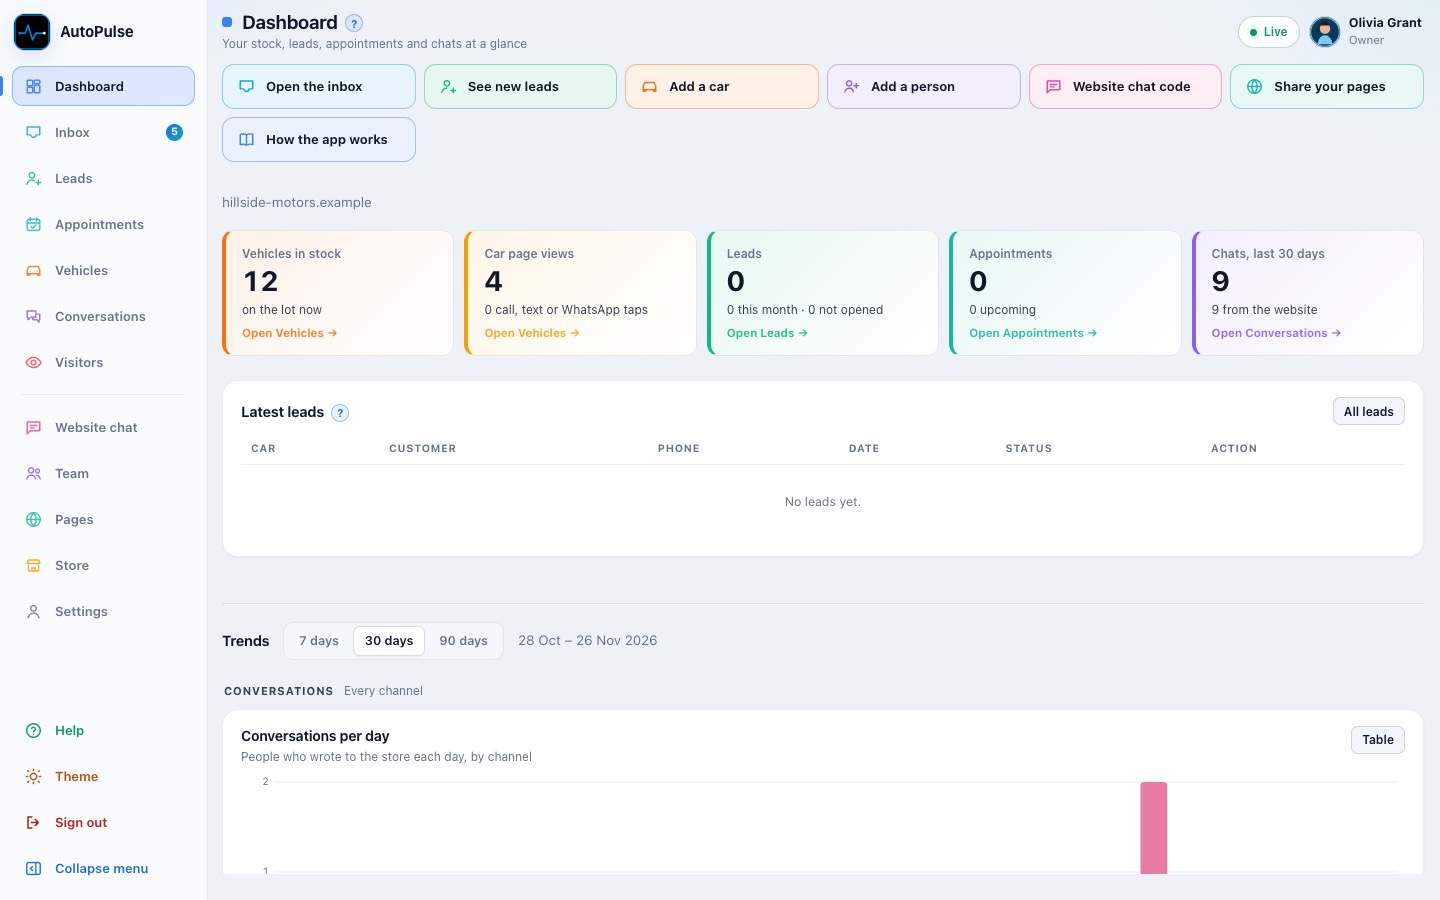 AutoPulse
Dashboard
Inbox
5
Leads
Appointments
Vehicles
Conversations
Visitors
Website chat
Team
Pages
Store
Settings
Help
Theme
Sign out
Collapse menu
Dashboard ?
Your stock, leads, appointments and chats at a glance
Live
Olivia Grant
Owner
Open the inbox
See new leads
Add a car
Add a person
Website chat code
Share your pages
How the app works
hillside-motors.example
Vehicles in stock
12
on the lot now
Open Vehicles →
Car page views
4
0 call, text or WhatsApp taps
Open Vehicles →
Leads
0
0 this month · 0 not opened
Open Leads →
Appointments
0
0 upcoming
Open Appointments →
Chats, last 30 days
9
9 from the website
Open Conversations →
Latest leads ?
All leads
CAR CUSTOMER PHONE DATE STATUS ACTION
No leads yet.
Trends 7 days 30 days 90 days 28 Oct – 26 Nov 2026
CONVERSATIONS Every channel
Conversations per day
People who wrote to the store each day, by channel
Table
2
1